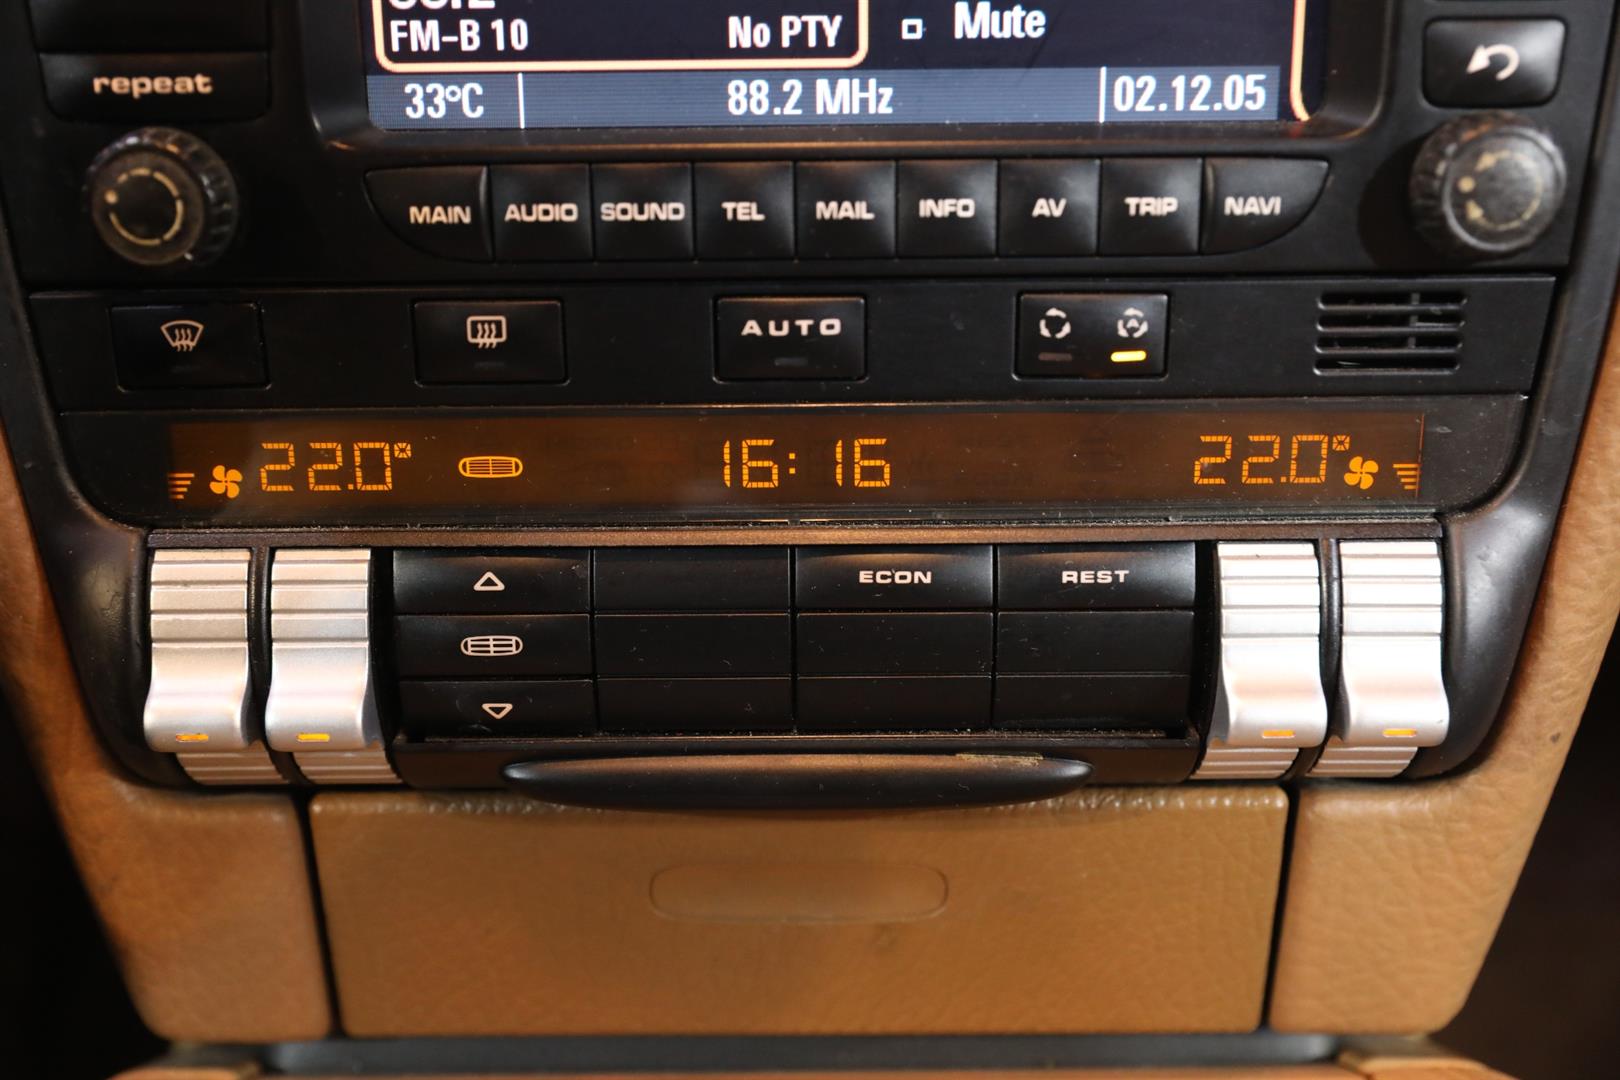 FM-B 10 No PTY Mute
33°C 88.2 MHz 02.12.05
repeat
MAIN AUDIO SOUND TEL MAIL INFO AV TRIP NAVI
AUTO A
22.0° 16:16 22.0°
ECON REST